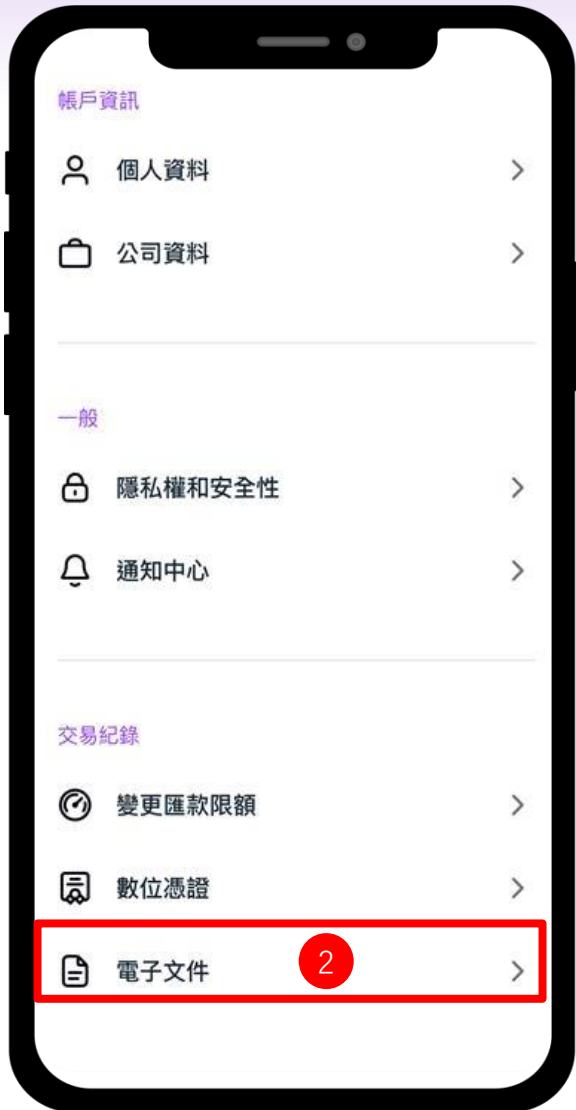 帳戶資訊
個人資料
公司資料
一般
隱私權和安全性
通知中心
交易紀錄
變更匯款限額
數位憑證
電子文件 2